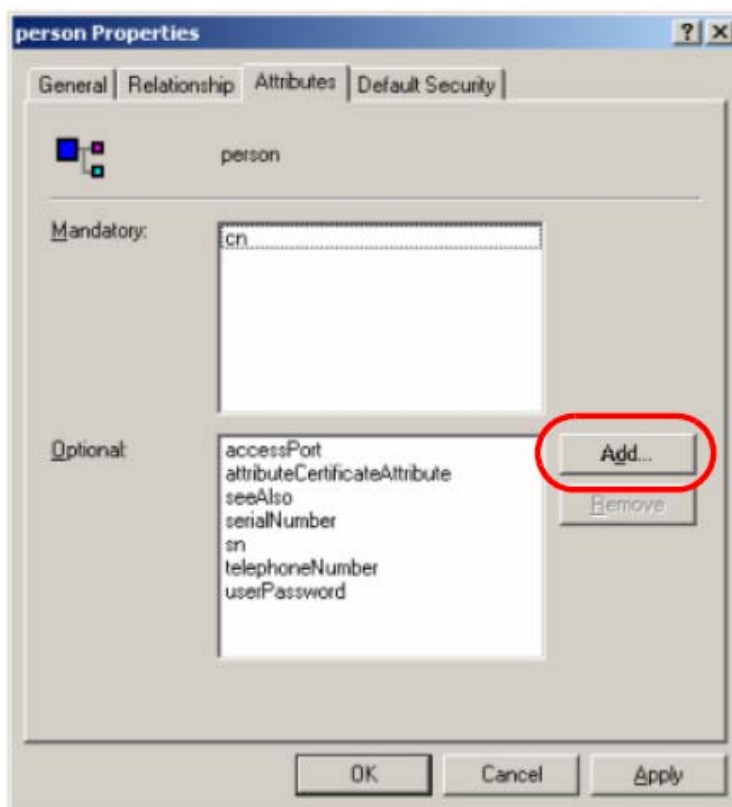 person Properties
General Relationship Attributes Default Security
person
Mandatory:
cn
Optional:
accessPort
attributeCertificateAttribute
seeAlso
serialNumber
sn
telephoneNumber
userPassword
Add...
Remove
OK Cancel Apply